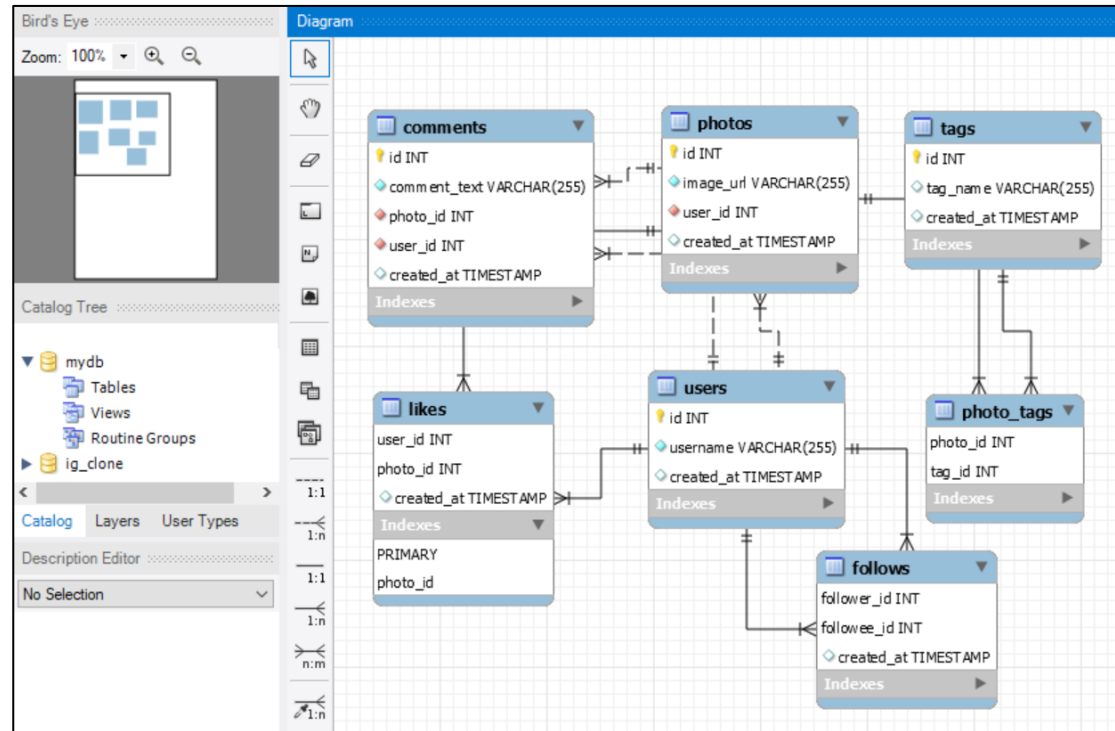 Bird's Eye
Zoom: 100%
Catalog Tree
mydb
Tables
Views
Routine Groups
ig_clone
Catalog Layers User Types
Description Editor
No Selection
Diagram
1:1
1:n
1:1
1:n
n:m
1:n
comments
id INT
comment_text VARCHAR(255)
photo_id INT
user_id INT
created_at TIMESTAMP
Indexes
photos
id INT
image_url VARCHAR(255)
user_id INT
created_at TIMESTAMP
Indexes
tags
id INT
tag_name VARCHAR(255)
created_at TIMESTAMP
Indexes
likes
user_id INT
photo_id INT
created_at TIMESTAMP
Indexes
PRIMARY
photo_id
users
id INT
username VARCHAR(255)
created_at TIMESTAMP
Indexes
photo_tags
photo_id INT
tag_id INT
Indexes
follows
follower_id INT
followee_id INT
created_at TIMESTAMP
Indexes